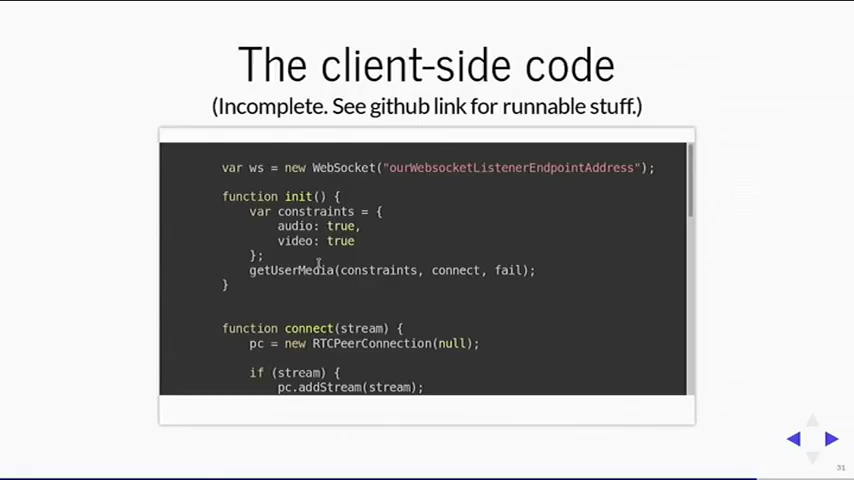 The client-side code
(Incomplete. See github link for runnable stuff.)
var ws = new WebSocket("ourWebsocketListenerEndpointAddress");
function init() {
var constraints = {
audio: true,
video: true
};
getUserMedia(constraints, connect, fail);
}
function connect(stream) {
pc = new RTCPeerConnection(null);
if (stream) {
pc.addStream(stream);
31